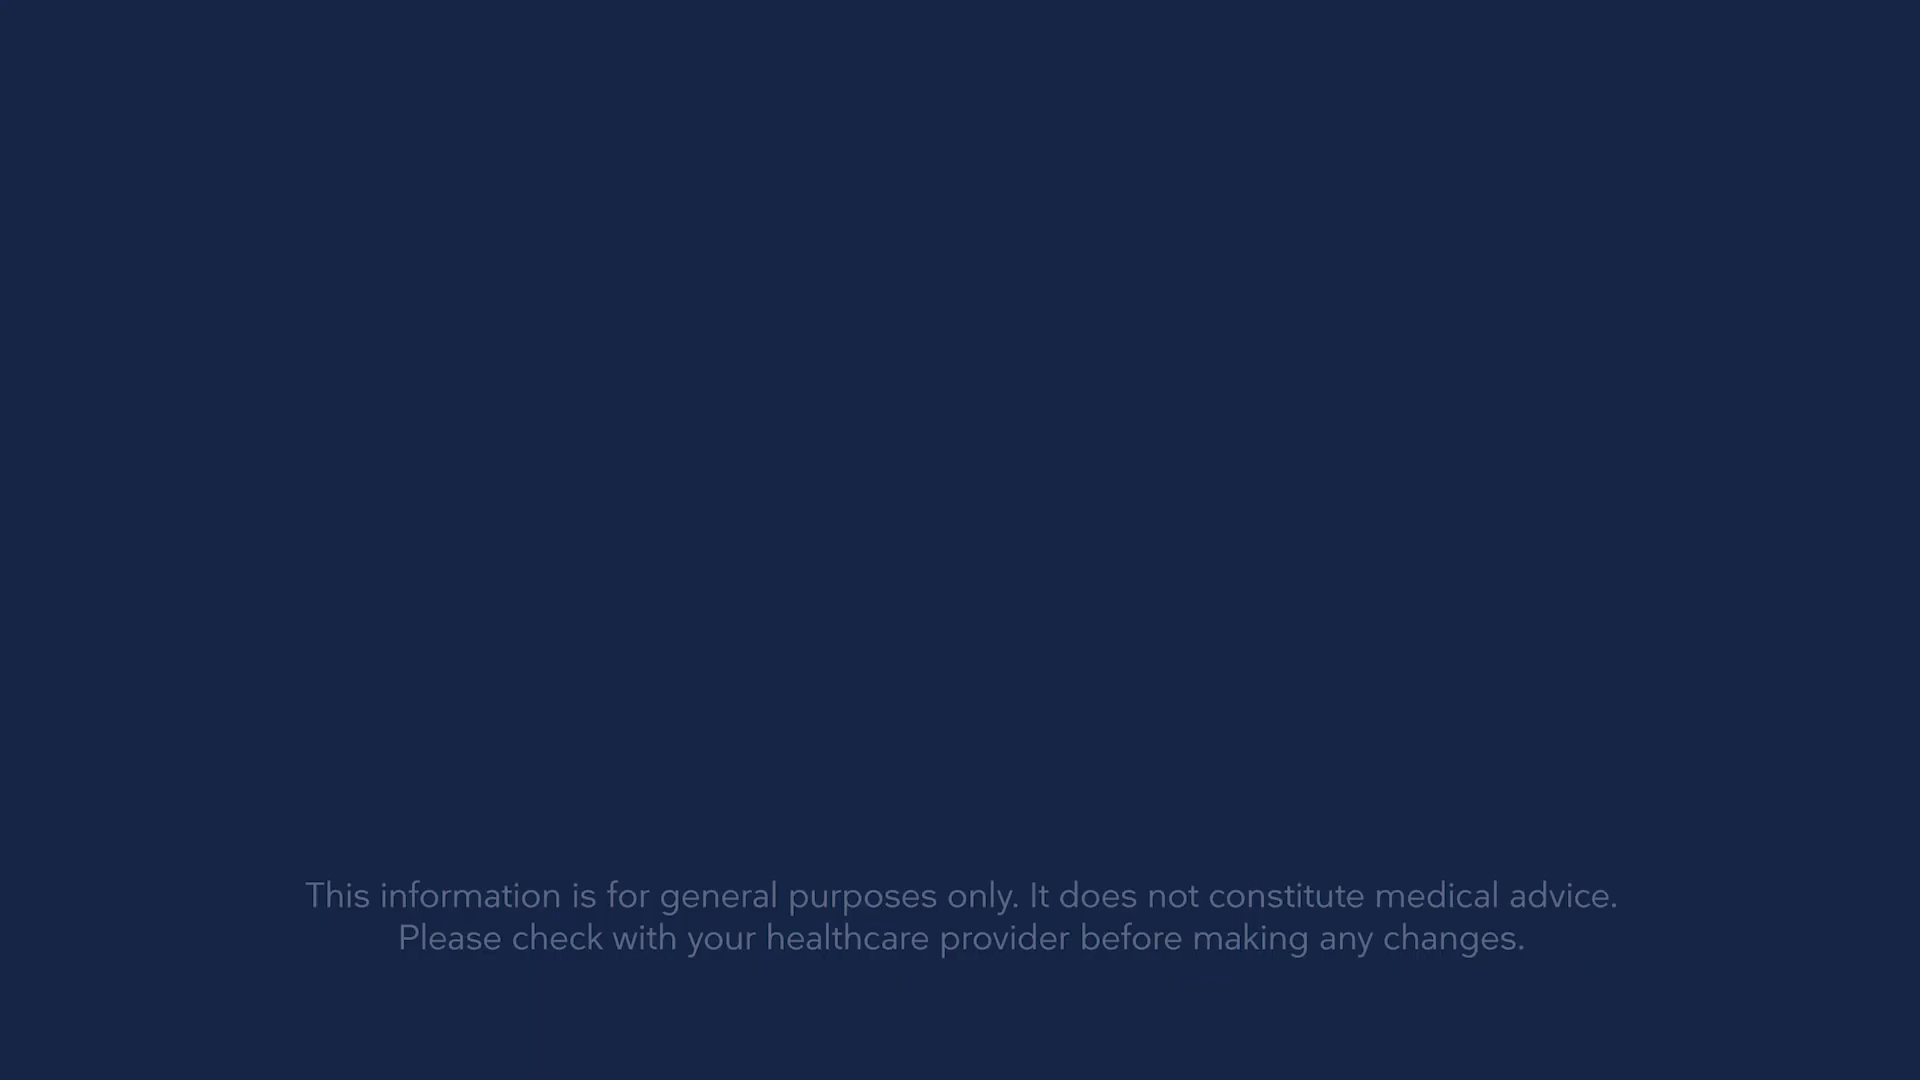 This information is for general purposes only. It does not constitute medical advice.
Please check with your healthcare provider before making any changes.